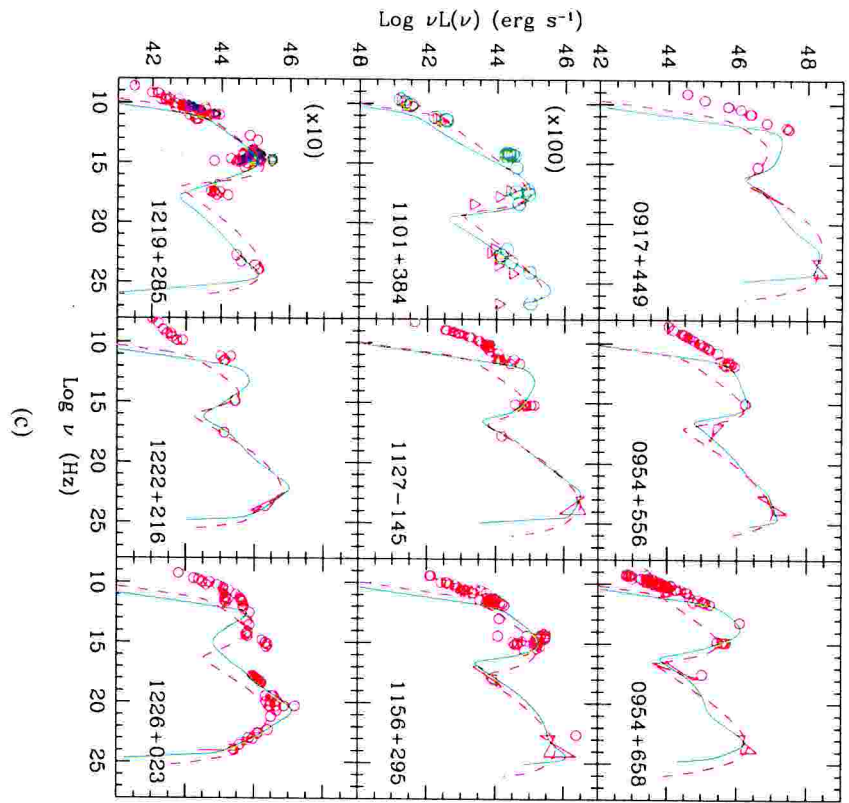 Log νL(ν) (erg s⁻¹)
42 44 46 42 44 46 42 44 46 48
10 15 20 25
(x10)
1219+285
(x100)
1101+384
0917+449
10 15 20 25
1222+216
1127−145
0954+556
10 15 20 25
1226+023
1156+295
0954+658
Log ν (Hz)
(c)